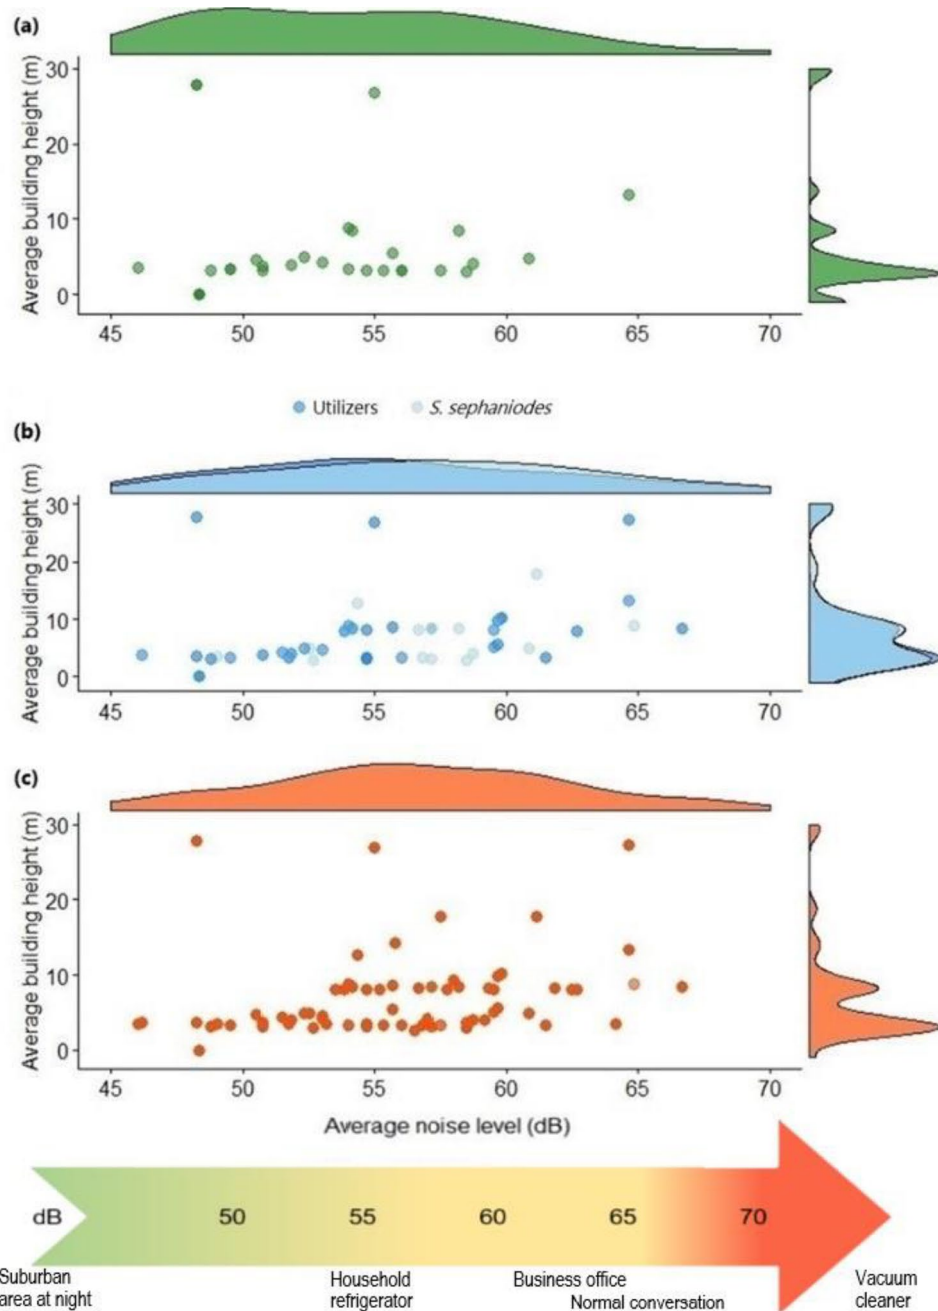 (a)
Average building height (m)
30
20
10
0
45 50 55 60 65 70
Utilizers S. sephaniodes
(b)
Average building height (m)
30
20
10
0
45 50 55 60 65 70
(c)
Average building height (m)
30
20
10
0
45 50 55 60 65 70
Average noise level (dB)
dB 50 55 60 65 70
Suburban
area at night
Household
refrigerator
Business office
Normal conversation
Vacuum
cleaner